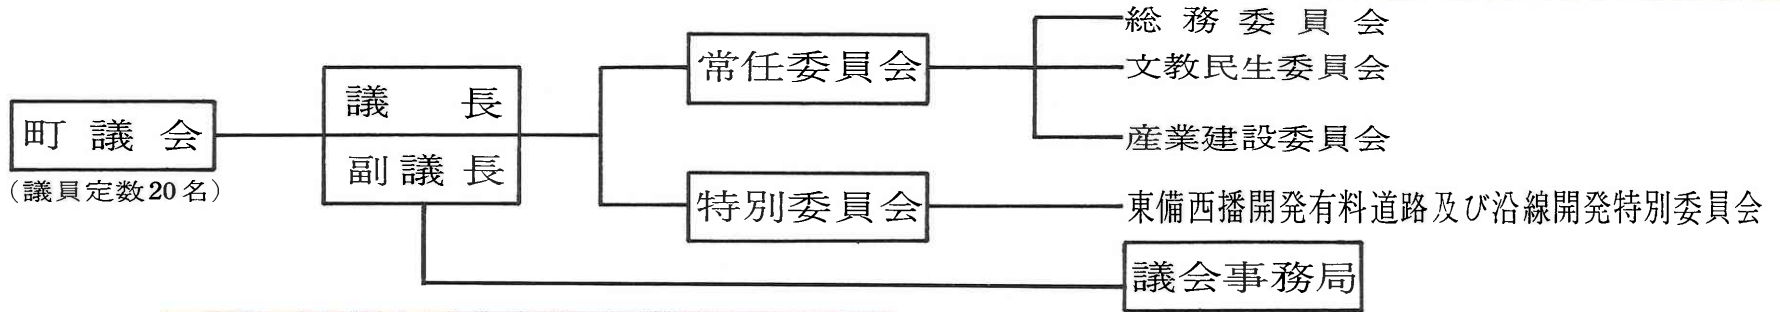 町議会
(議員定数20名)
議長
副議長
常任委員会
総務委員会
文教民生委員会
産業建設委員会
特別委員会
東備西播開発有料道路及び沿線開発特別委員会
議会事務局